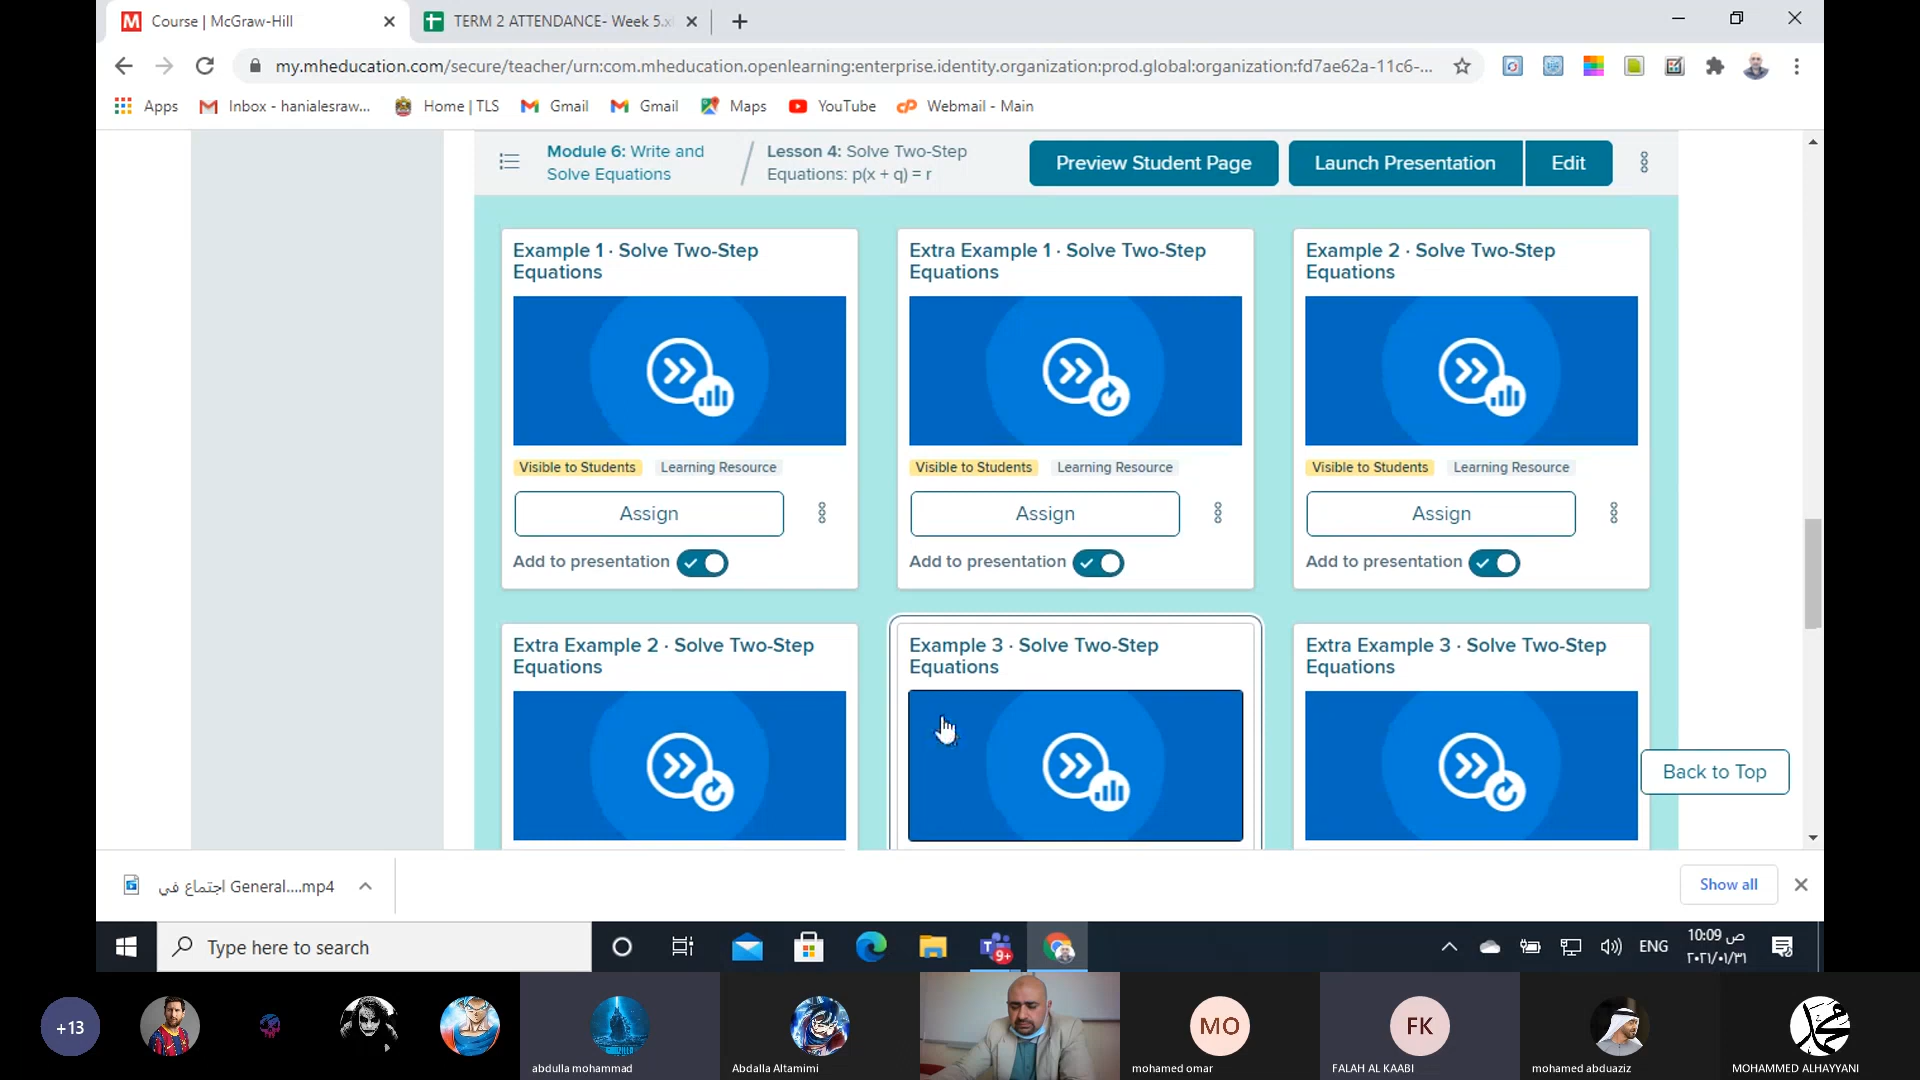 Course | McGraw-Hill
TERM 2 ATTENDANCE- Week 5.xl
my.mheducation.com/secure/teacher/urn:com.mheducation.openlearning:enterprise.identity.organization:prod.global:organization:fd7ae62a-11c6-...
Apps
Inbox - hanialesraw...
Home | TLS
Gmail
Gmail
Maps
YouTube
Webmail - Main
Module 6: Write and
Solve Equations
Lesson 4: Solve Two-Step
Equations: p(x + q) = r
Preview Student Page
Launch Presentation
Edit
Example 1 · Solve Two-Step
Equations
Visible to Students
Learning Resource
Assign
Add to presentation
Extra Example 1 · Solve Two-Step
Equations
Visible to Students
Learning Resource
Assign
Add to presentation
Example 2 · Solve Two-Step
Equations
Visible to Students
Learning Resource
Assign
Add to presentation
Extra Example 2 · Solve Two-Step
Equations
Example 3 · Solve Two-Step
Equations
Extra Example 3 · Solve Two-Step
Equations
Back to Top
اجتماع في General....mp4
Show all
Type here to search
9+
ENG
10:09 ص
٢٠٢١/٠١/٣١
+13
abdulla mohammad
Abdalla Altamimi
MO
mohamed omar
FK
FALAH AL KAABI
mohamed abduaziz
MOHAMMED ALHAYYANI